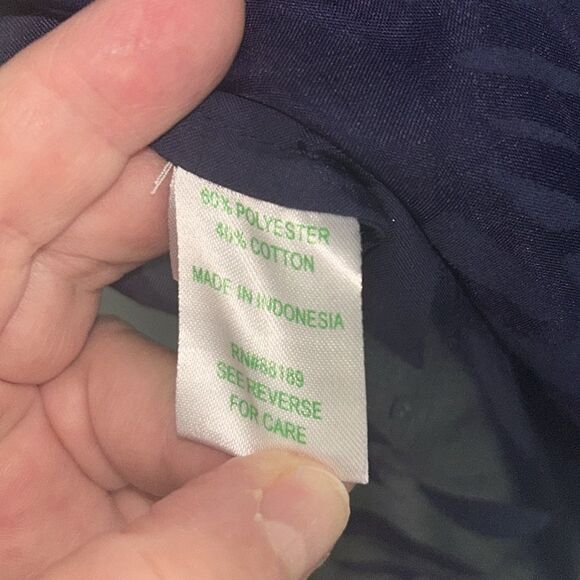 60% POLYESTER
40% COTTON
MADE IN INDONESIA
RN#88189
SEE REVERSE
FOR CARE